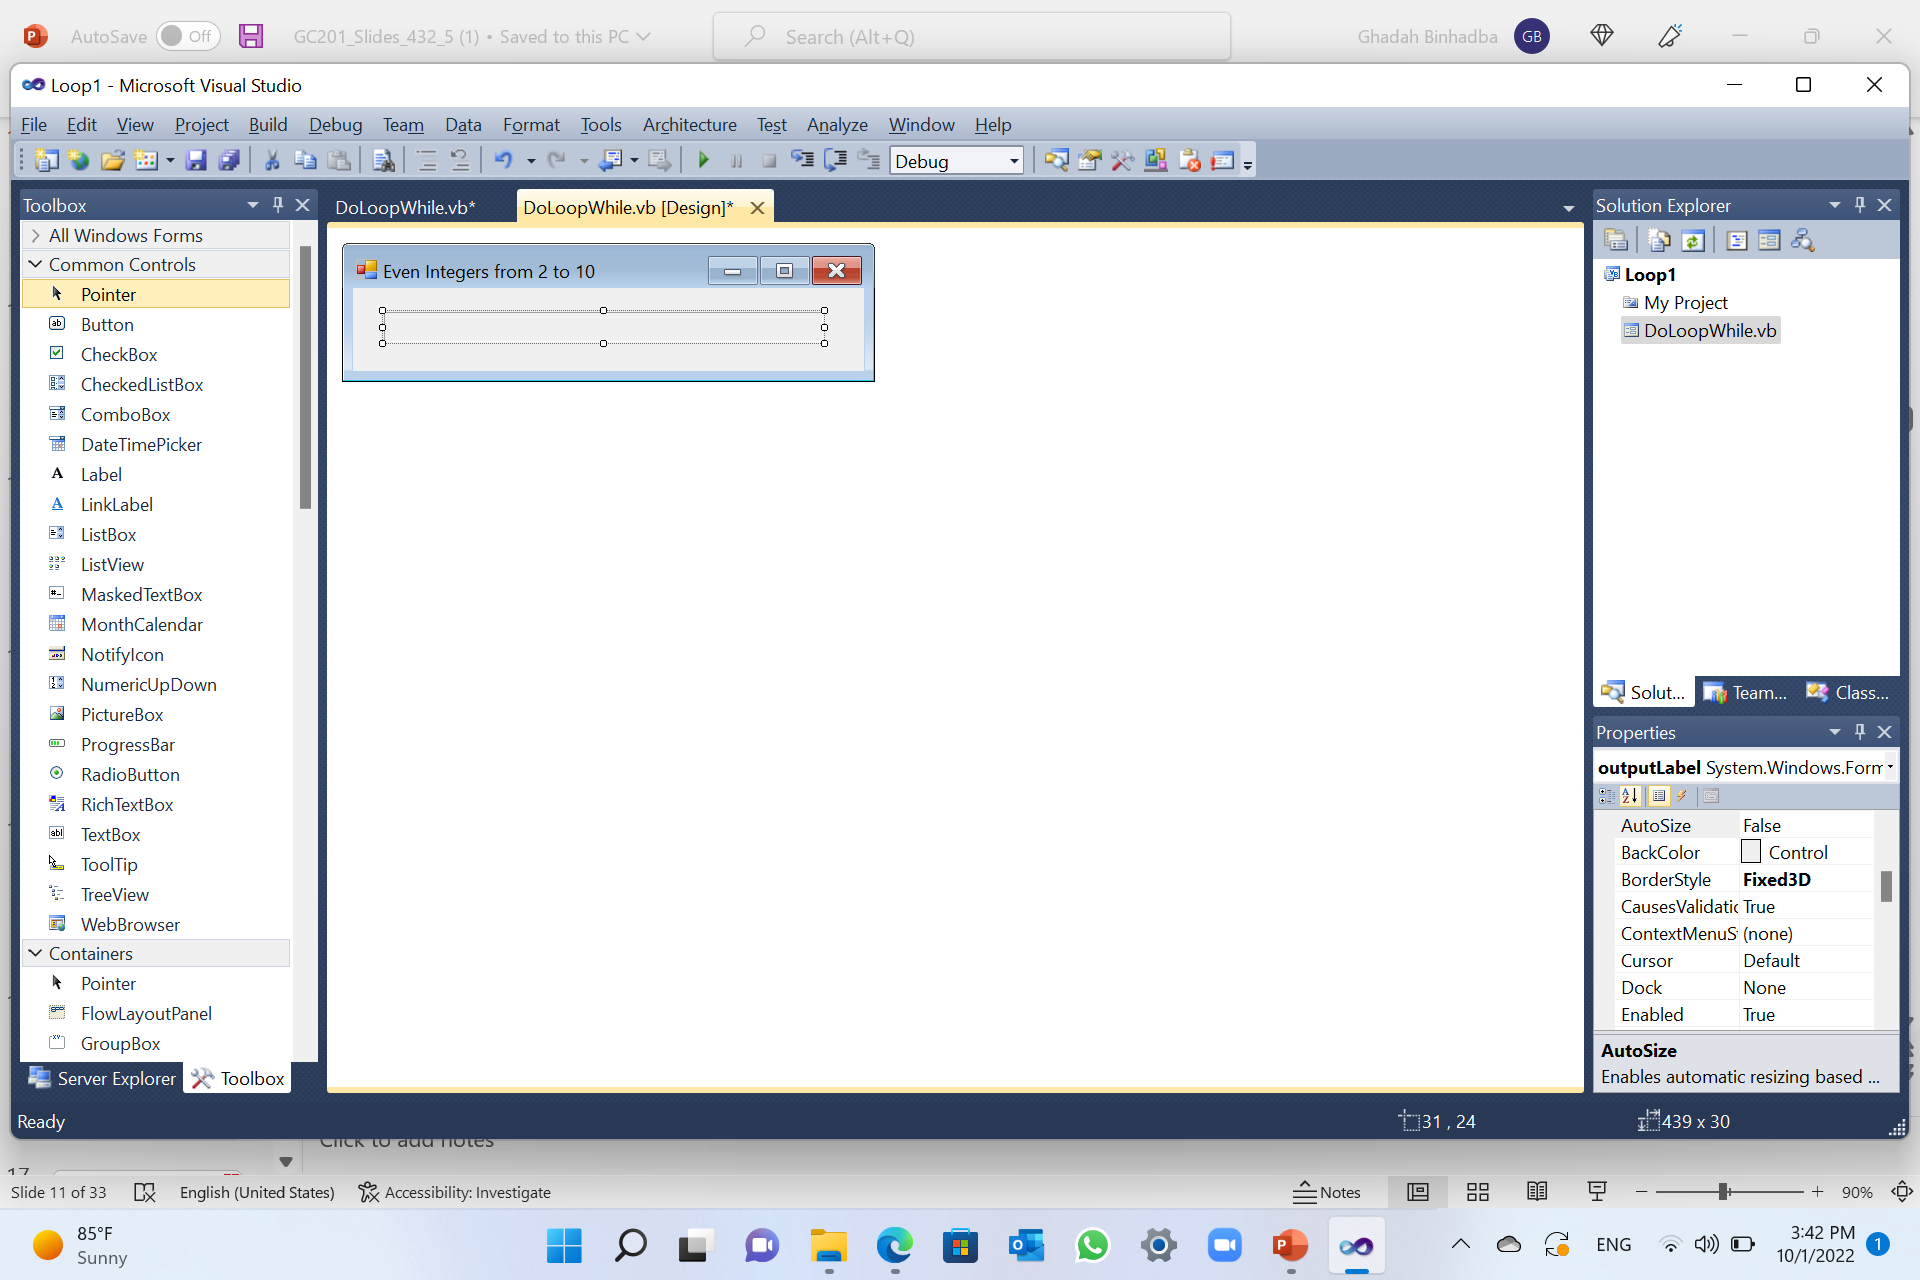 AutoSave Off GC201_Slides_432_5 (1) • Saved to this PC Search (Alt+Q) Ghadah Binhadba GB
Loop1 - Microsoft Visual Studio
File Edit View Project Build Debug Team Data Format Tools Architecture Test Analyze Window Help
Debug
Toolbox
All Windows Forms
Common Controls
Pointer
Button
CheckBox
CheckedListBox
ComboBox
DateTimePicker
Label
LinkLabel
ListBox
ListView
MaskedTextBox
MonthCalendar
NotifyIcon
NumericUpDown
PictureBox
ProgressBar
RadioButton
RichTextBox
TextBox
ToolTip
TreeView
WebBrowser
Containers
Pointer
FlowLayoutPanel
GroupBox
Server Explorer Toolbox
DoLoopWhile.vb* DoLoopWhile.vb [Design]*
Even Integers from 2 to 10
Solution Explorer
Loop1
My Project
DoLoopWhile.vb
Solut... Team... Class...
Properties
outputLabel System.Windows.Form
AutoSize False
BackColor Control
BorderStyle Fixed3D
CausesValidatic True
ContextMenuS (none)
Cursor Default
Dock None
Enabled True
AutoSize
Enables automatic resizing based ...
Ready 31 , 24 439 x 30
Click to add notes
17
Slide 11 of 33 English (United States) Accessibility: Investigate Notes 90%
85°F
Sunny
ENG
3:42 PM
10/1/2022
1